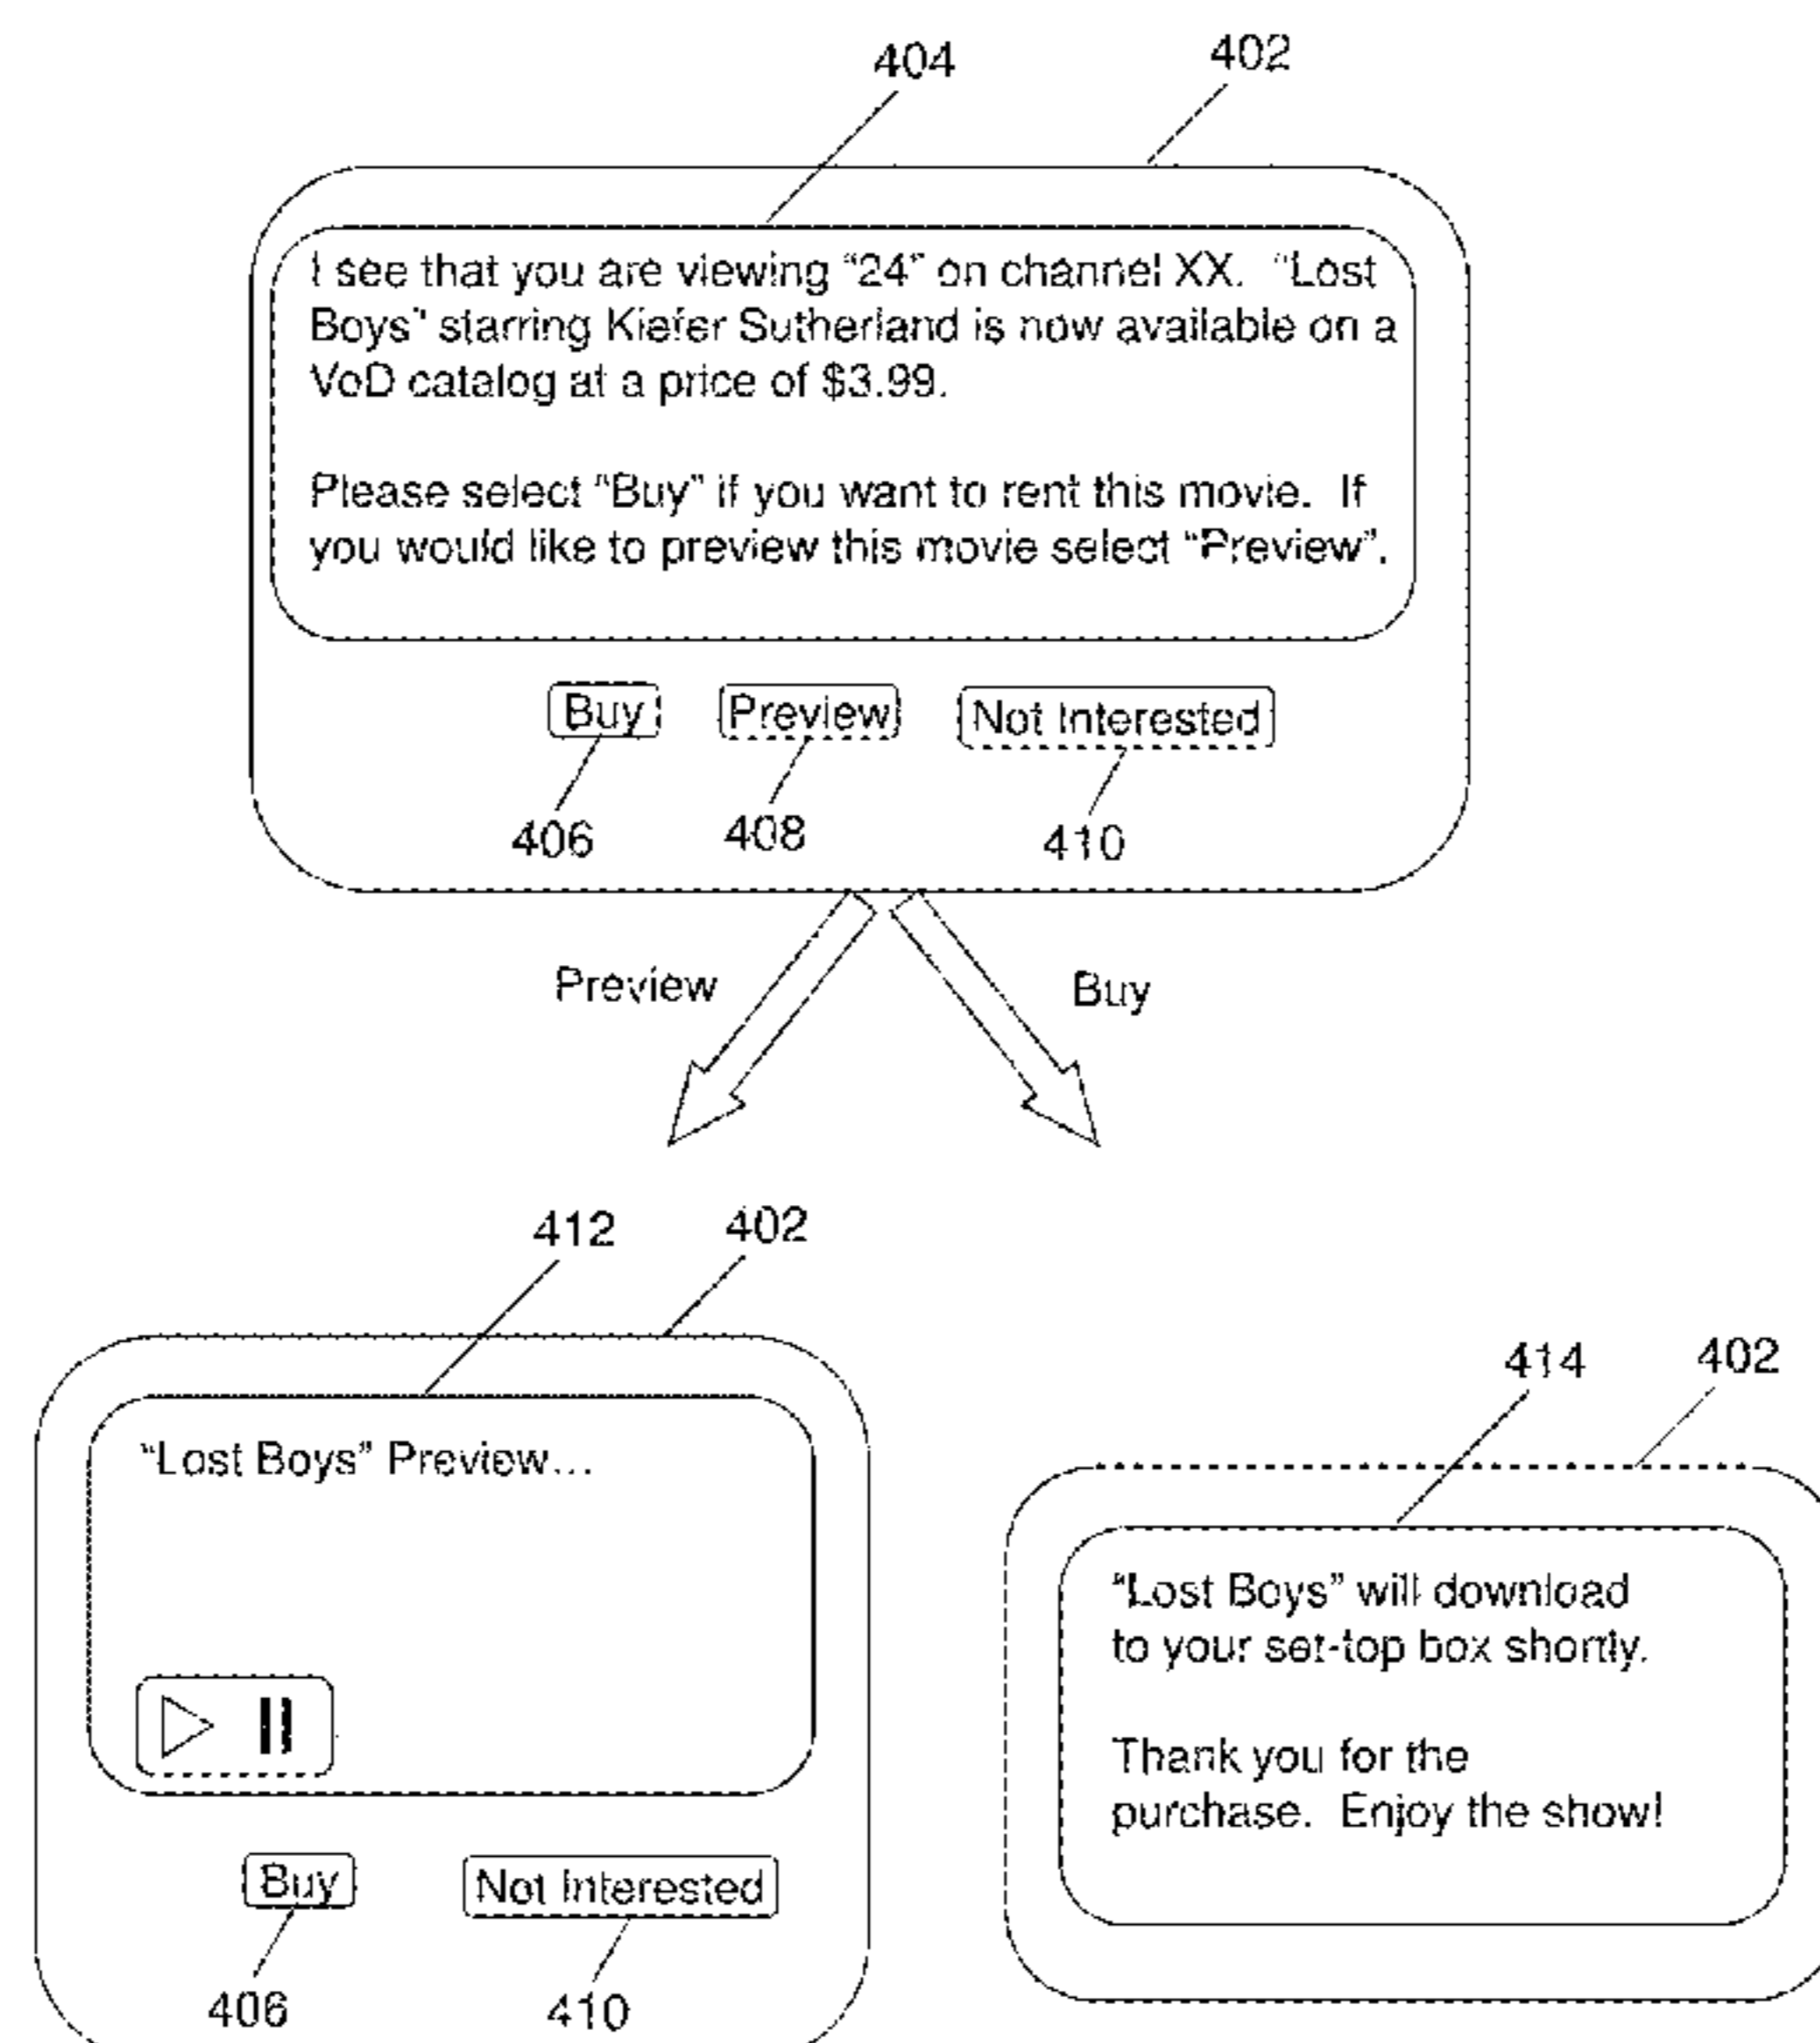 404
402
I see that you are viewing “24” on channel XX. “Lost
Boys” starring Kiefer Sutherland is now available on a
VoD catalog at a price of $3.99.
Please select “Buy” if you want to rent this movie. If
you would like to preview this movie select “Preview”.
Buy
Preview
Not Interested
406
408
410
Preview
Buy
412
402
“Lost Boys” Preview...
Buy
Not Interested
406
410
414
402
“Lost Boys” will download
to your set-top box shortly.
Thank you for the
purchase. Enjoy the show!